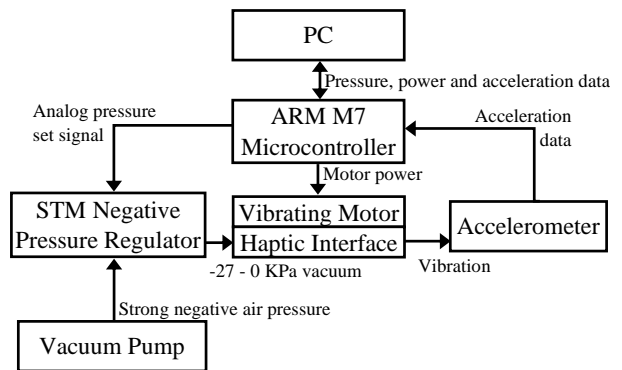 PC
Pressure, power and acceleration data
Analog pressure
set signal
ARM M7
Microcontroller
Acceleration
data
Motor power
STM Negative
Pressure Regulator
Vibrating Motor
Haptic Interface
Accelerometer
-27 - 0 KPa vacuum
Vibration
Strong negative air pressure
Vacuum Pump